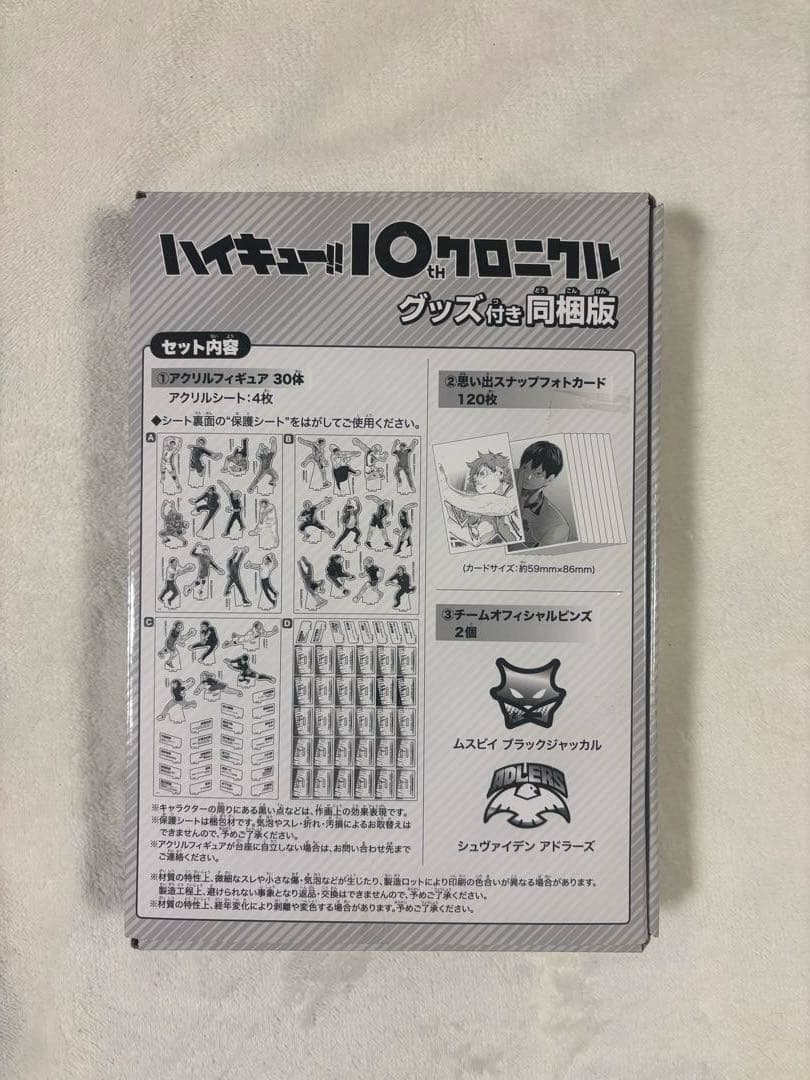 ハイキュー!! 10thクロニクル
グッズ付き同梱版
セット内容
①アクリルフィギュア 30体
アクリルシート：4枚
◆シート裏面の“保護シート”をはがしてご使用ください。
A
B
C
D
※キャラクターの周りにある黒い点などは、作画上の効果表現です。
※保護シートは梱包材です。気泡やスレ・折れ・汚損によるお取替えは
できませんので、予めご了承ください。
※アクリルフィギュアが台座に自立しない場合は、お問い合わせ先まで
ご連絡ください。
②思い出スナップフォトカード
120枚
(カードサイズ：約59mm×86mm)
③チームオフィシャルピンズ
2個
ムスビイ ブラックジャッカル
ADLERS
シュヴァイデン アドラーズ
※材質の特性上、微細なスレや小さな傷・気泡などが生じたり、製造ロットにより印刷の色合いが異なる場合があります。
製造工程上、避けられない事象となり返品・交換はできませんので、予めご了承ください。
※材質の特性上、経年変化により剥離や変色する場合があります。予めご了承ください。